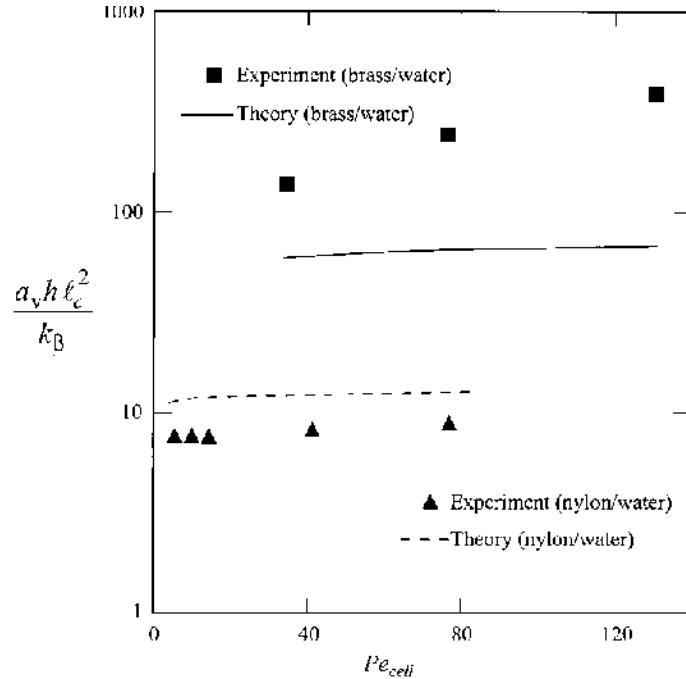 1000
■ Experiment (brass/water)
— Theory (brass/water)
100
a_v h ℓ_c^2
k_β
10
▲ Experiment (nylon/water)
--- Theory (nylon/water)
1
0 40 80 120
Pe_cell